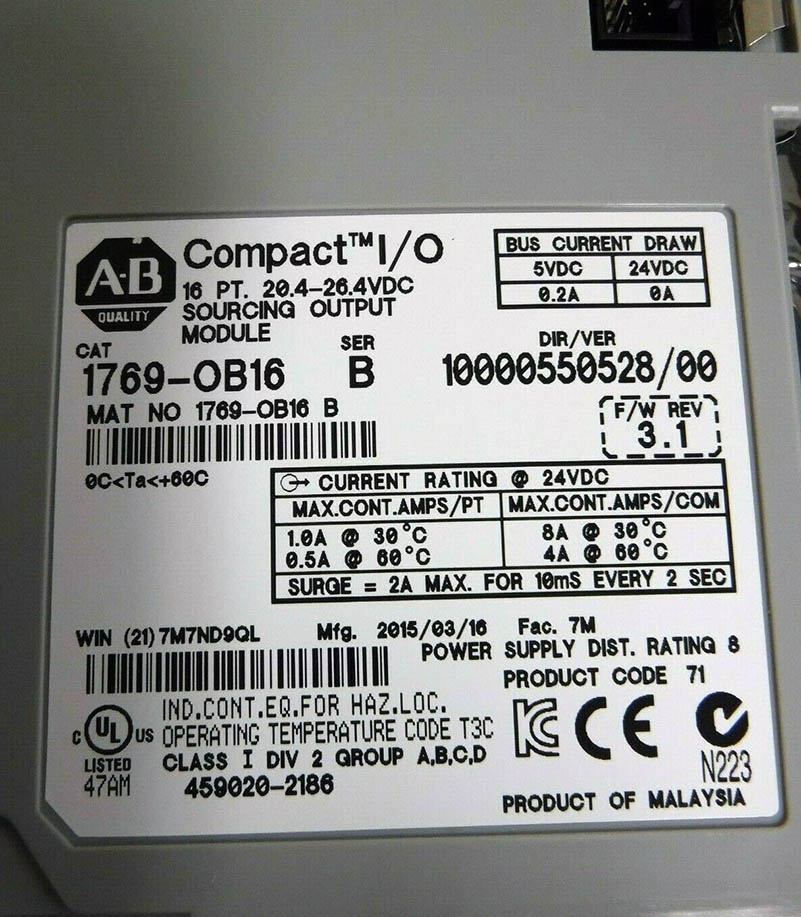 A-B
QUALITY
Compact™ I/O
16 PT. 20.4-26.4VDC
SOURCING OUTPUT
MODULE
BUS CURRENT DRAW
5VDC 24VDC
0.2A 0A
CAT SER DIR/VER
1769-OB16 B 10000550528/00
MAT NO 1769-OB16 B
F/W REV
3.1
0C<Ta<+60C
CURRENT RATING @ 24VDC
MAX.CONT.AMPS/PT MAX.CONT.AMPS/COM
1.0A @ 30°C 8A @ 30°C
0.5A @ 60°C 4A @ 60°C
SURGE = 2A MAX. FOR 10mS EVERY 2 SEC
WIN (21) 7M7ND9QL Mfg. 2015/03/16 Fac. 7M
POWER SUPPLY DIST. RATING 8
PRODUCT CODE 71
C UL US
LISTED
47AM
IND.CONT.EQ.FOR HAZ.LOC.
OPERATING TEMPERATURE CODE T3C
CLASS I DIV 2 GROUP A,B,C,D
459020-2186
KC CE
N223
PRODUCT OF MALAYSIA